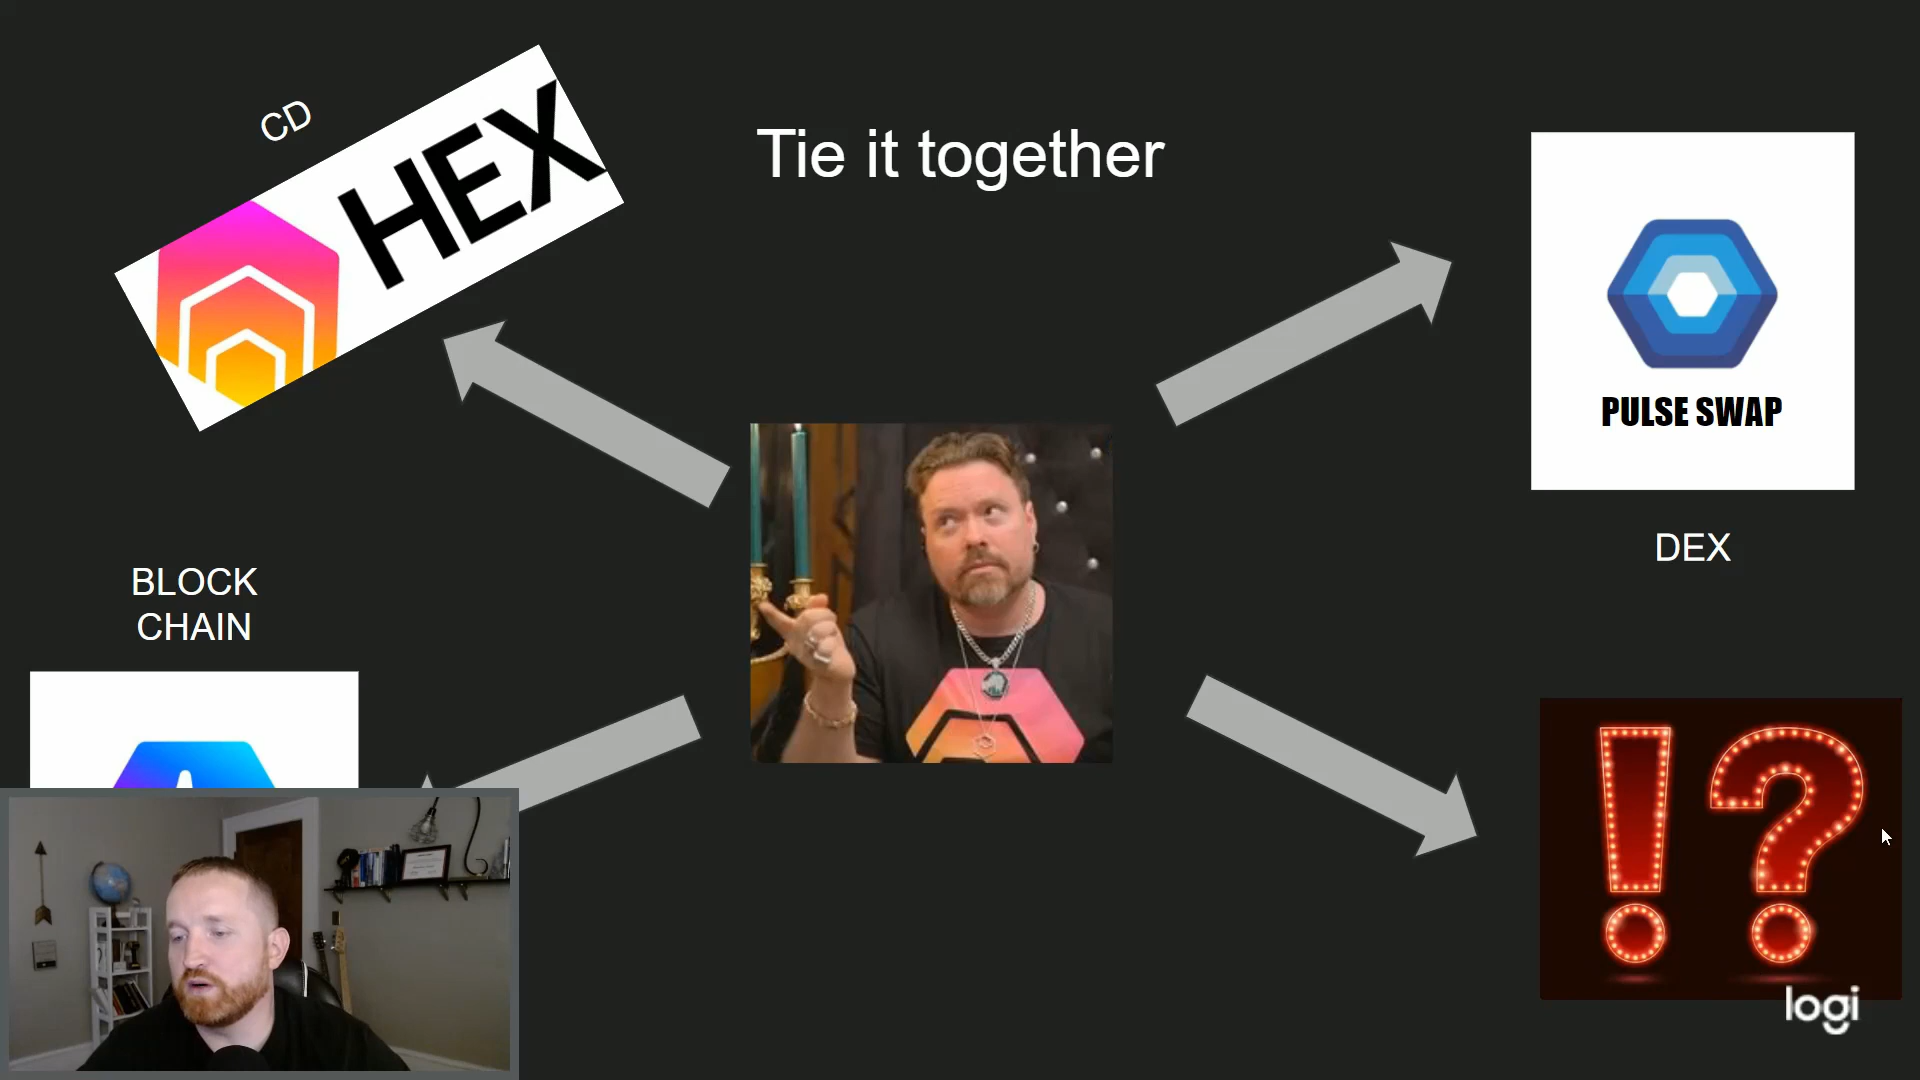 CD
HEX
Tie it together
PULSE SWAP
DEX
BLOCK
CHAIN
!?
logi